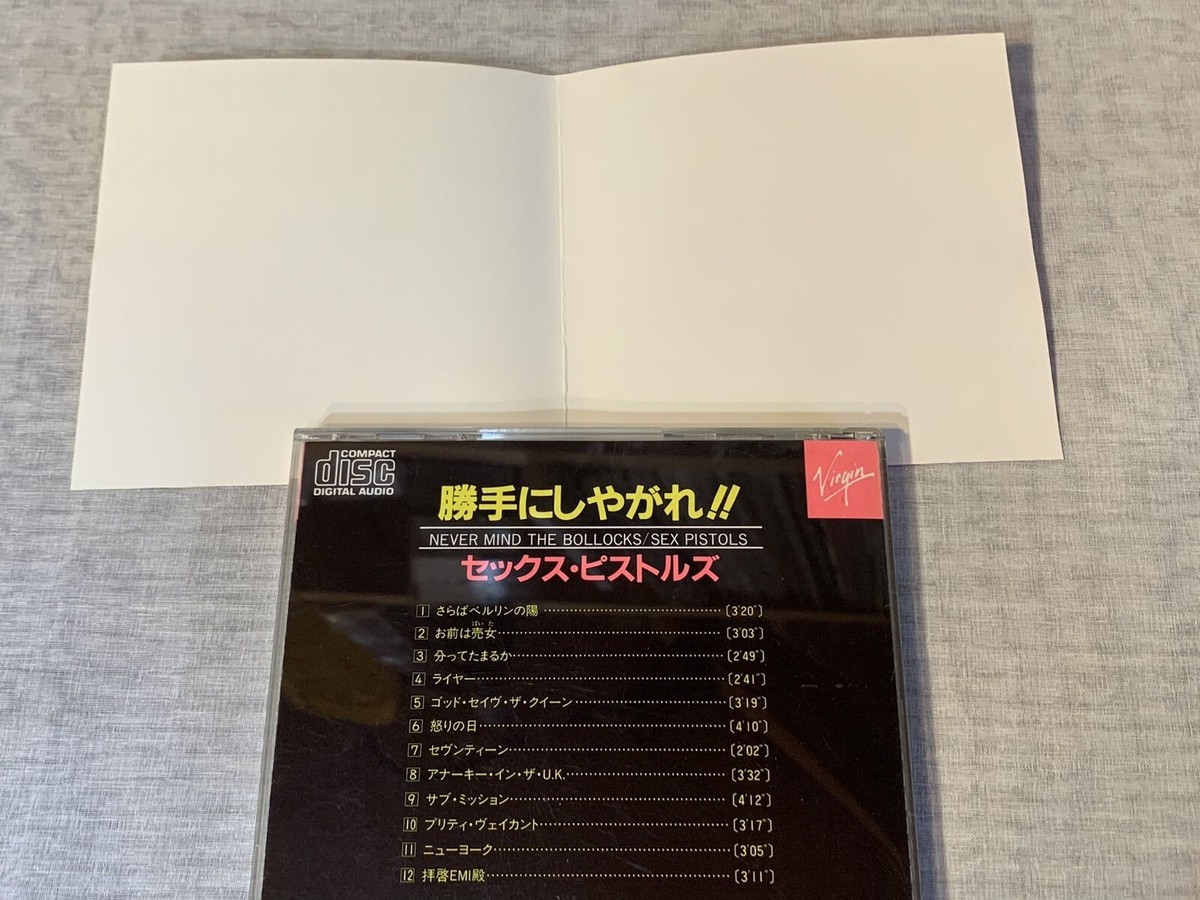 COMPACT
disc
DIGITAL AUDIO
Virgin
勝手にしやがれ!!
NEVER MIND THE BOLLOCKS/SEX PISTOLS
セックス・ピストルズ
1 さらばベルリンの陽 ........ (3'20")
ばいた
2 お前は売女 ........ (3'03")
3 分ってたまるか ........ (2'49")
4 ライヤー ........ (2'41")
5 ゴッド・セイヴ・ザ・クイーン ........ (3'19")
6 怒りの日 ........ (4'10")
7 セヴンティーン ........ (2'02")
8 アナーキー・イン・ザ・U.K. ........ (3'32")
9 サブ・ミッション ........ (4'12")
10 プリティ・ヴェイカント ........ (3'17")
11 ニューヨーク ........ (3'05")
12 拝啓EMI殿 ........ (3'11")